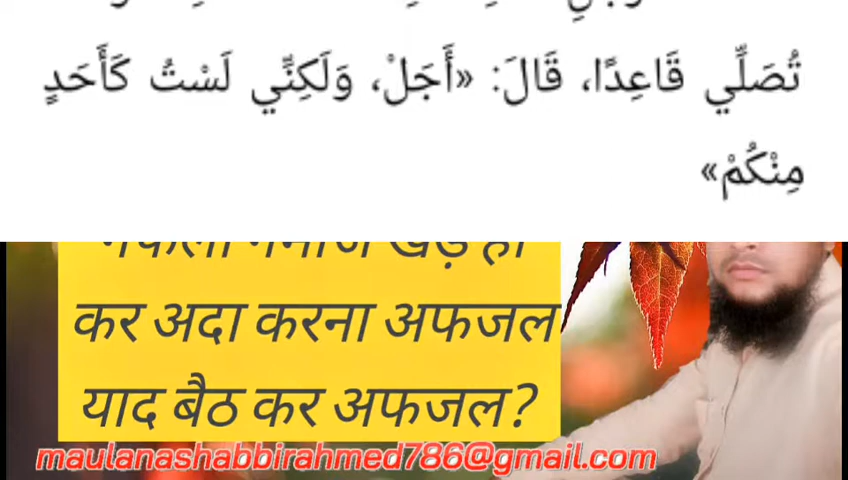 تُصَلِّي قَاعِدًا، قَالَ: «أَجَلْ، وَلَكِنِّي لَسْتُ كَأَحَدٍ
مِنْكُمْ»
कर अदा करना अफजल
याद बैठ कर अफजल?
maulanashabbirahmed786@gmail.com